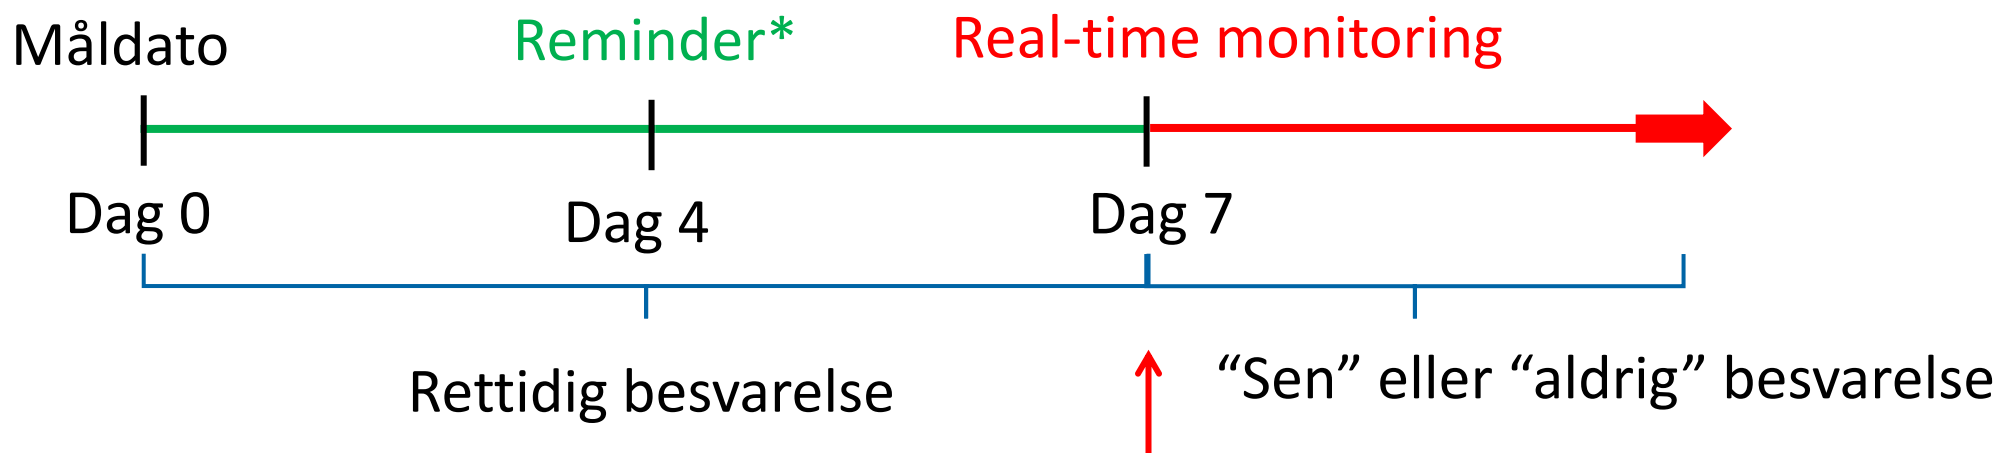 Måldato
Reminder*
Real-time monitoring
Dag 0
Dag 4
Dag 7
Rettidig besvarelse
“Sen” eller “aldrig” besvarelse